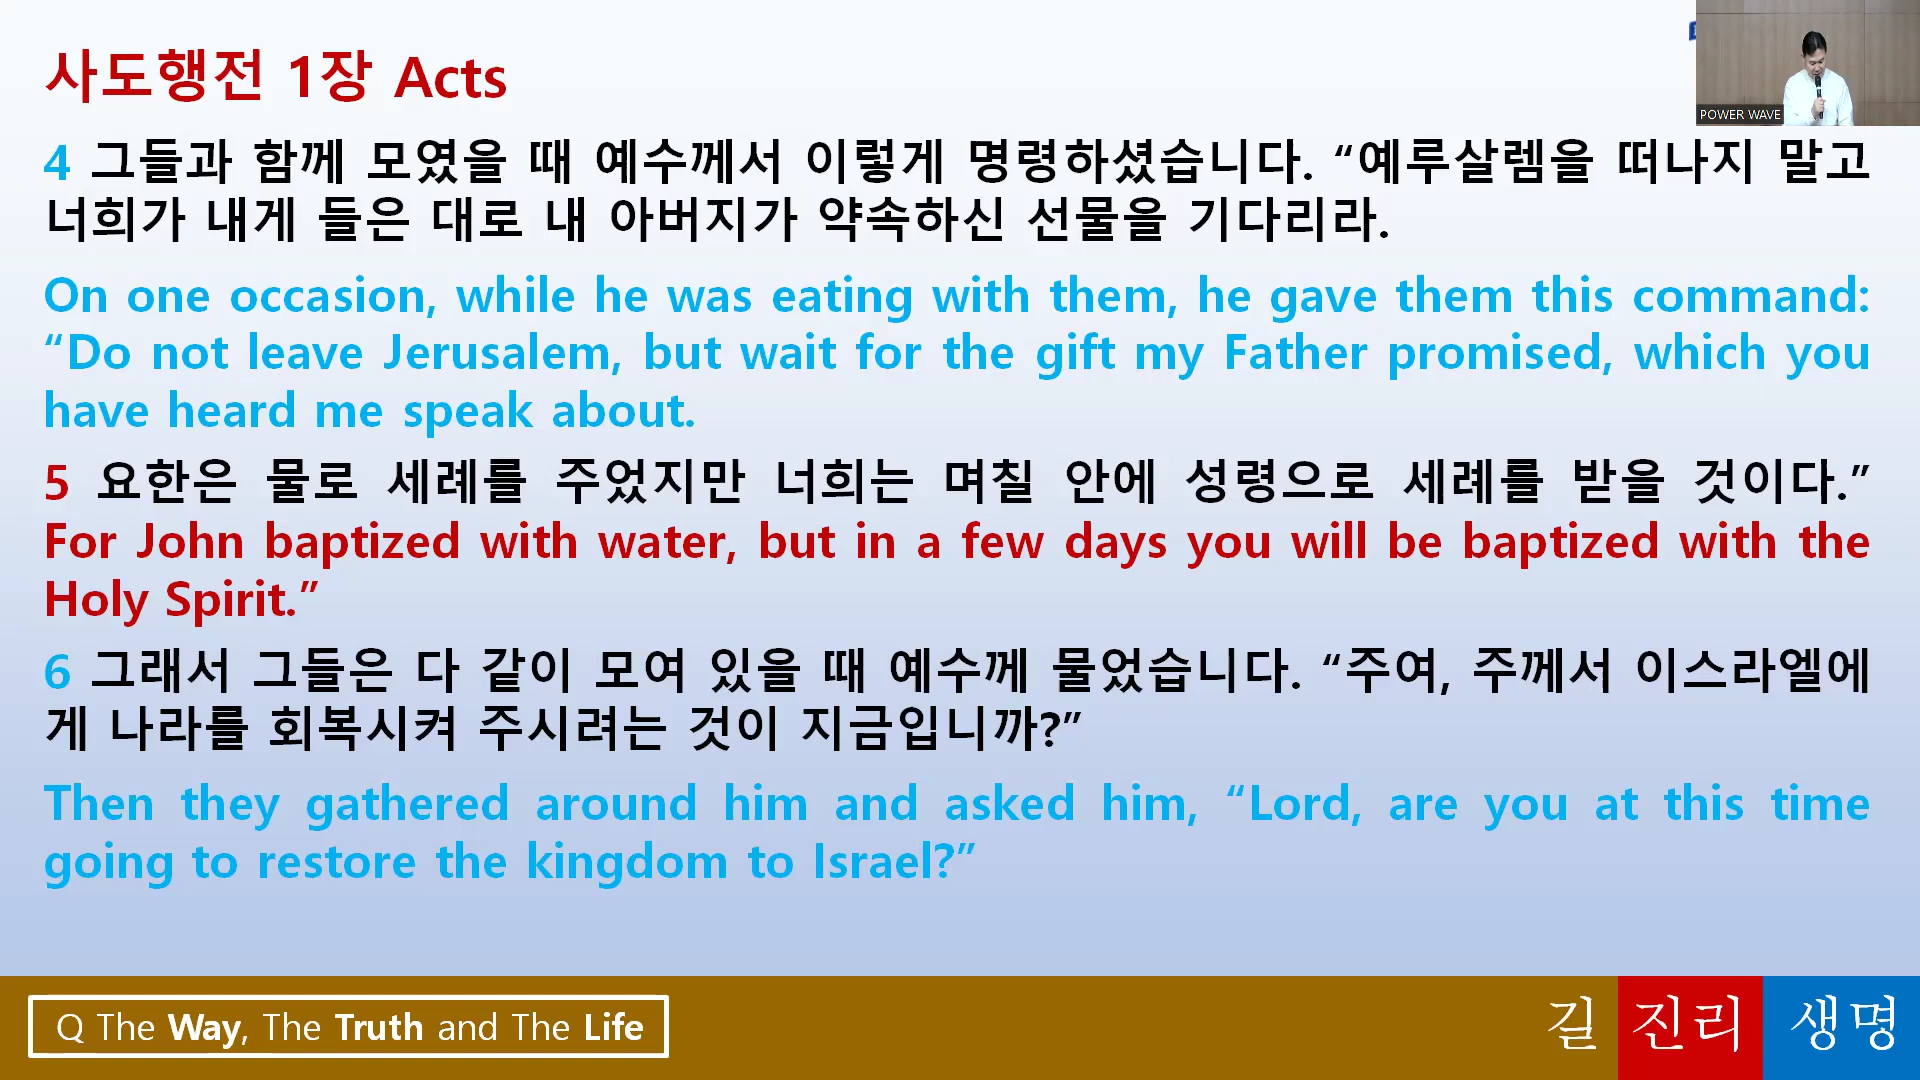 사도행전 1장 Acts
POWER WAVE
4 그들과 함께 모였을 때 예수께서 이렇게 명령하셨습니다. “예루살렘을 떠나지 말고
너희가 내게 들은 대로 내 아버지가 약속하신 선물을 기다리라.
On one occasion, while he was eating with them, he gave them this command:
“Do not leave Jerusalem, but wait for the gift my Father promised, which you
have heard me speak about.
5 요한은 물로 세례를 주었지만 너희는 며칠 안에 성령으로 세례를 받을 것이다.”
For John baptized with water, but in a few days you will be baptized with the
Holy Spirit.”
6 그래서 그들은 다 같이 모여 있을 때 예수께 물었습니다. “주여, 주께서 이스라엘에
게 나라를 회복시켜 주시려는 것이 지금입니까?”
Then they gathered around him and asked him, “Lord, are you at this time
going to restore the kingdom to Israel?”
Q The Way, The Truth and The Life
길 진리 생명